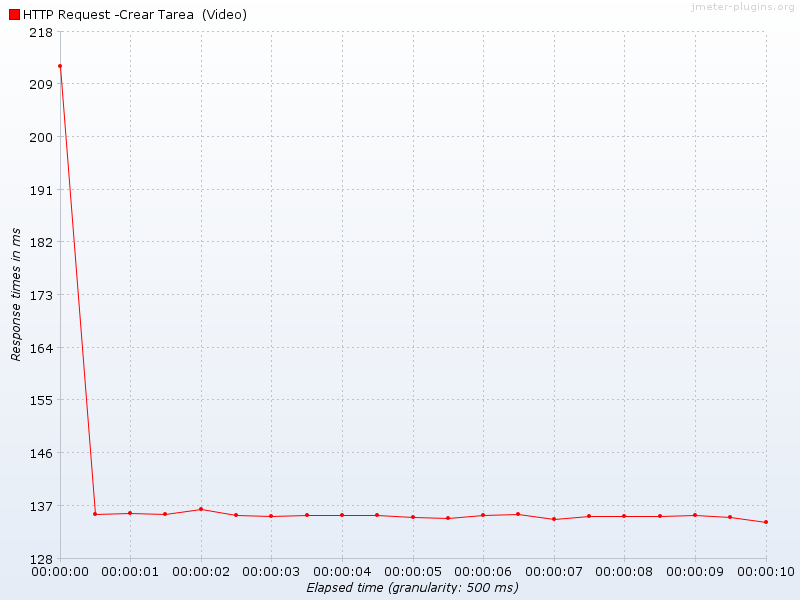 jmeter-plugins.org
HTTP Request -Crear Tarea  (Video)
218
209
200
191
182
173
164
155
146
137
128
Response times in ms
00:00:00 00:00:01 00:00:02 00:00:03 00:00:04 00:00:05 00:00:06 00:00:07 00:00:08 00:00:09 00:00:10
Elapsed time (granularity: 500 ms)